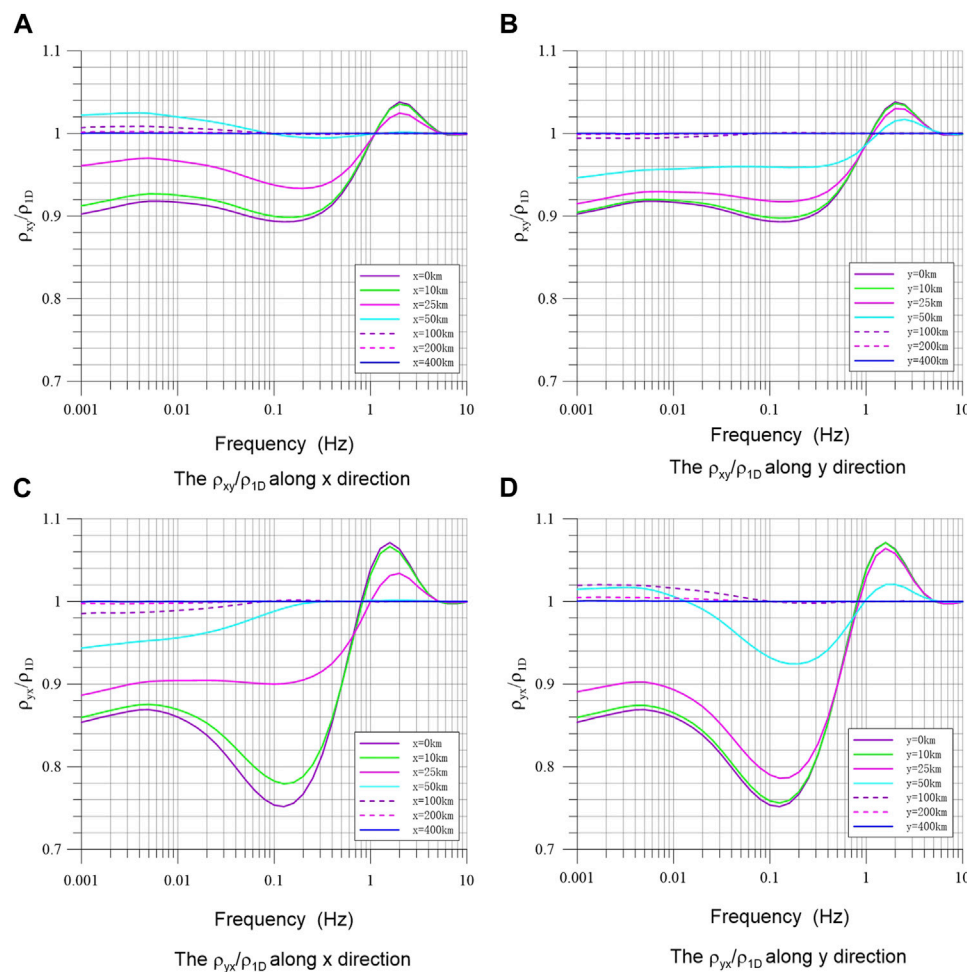 A
1.1
1
0.9
0.8
0.7
ρxy/ρ1D
x=0km
x=10km
x=25km
x=50km
x=100km
x=200km
x=400km
0.001 0.01 0.1 1 10
Frequency (Hz)
The ρxy/ρ1D along x direction
B
1.1
1
0.9
0.8
0.7
ρxy/ρ1D
y=0km
y=10km
y=25km
y=50km
y=100km
y=200km
y=400km
0.001 0.01 0.1 1 10
Frequency (Hz)
The ρxy/ρ1D along y direction
C
1.1
1
0.9
0.8
0.7
ρyx/ρ1D
x=0km
x=10km
x=25km
x=50km
x=100km
x=200km
x=400km
0.001 0.01 0.1 1 10
Frequency (Hz)
The ρyx/ρ1D along x direction
D
1.1
1
0.9
0.8
0.7
ρyx/ρ1D
y=0km
y=10km
y=25km
y=50km
y=100km
y=200km
y=400km
0.001 0.01 0.1 1 10
Frequency (Hz)
The ρyx/ρ1D along y direction